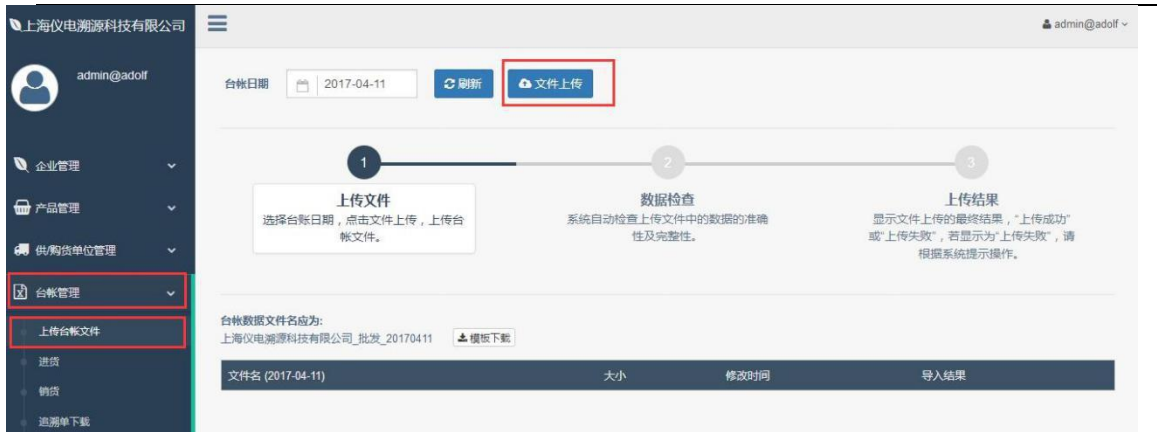 上海仪电溯源科技有限公司
admin@adolf
admin@adolf
台帐日期
2017-04-11
刷新
文件上传
企业管理
产品管理
供/购货单位管理
台帐管理
上传台帐文件
进货
销货
追溯单下载
1
2
3
上传文件
选择台账日期,点击文件上传,上传台
帐文件。
数据检查
系统自动检查上传文件中的数据的准确
性及完整性。
上传结果
显示文件上传的最终结果,“上传成功”
或“上传失败”,若显示为“上传失败”,请
根据系统提示操作。
台帐数据文件名应为:
上海仪电溯源科技有限公司_批发_20170411
模板下载
文件名 (2017-04-11) 大小 修改时间 导入结果